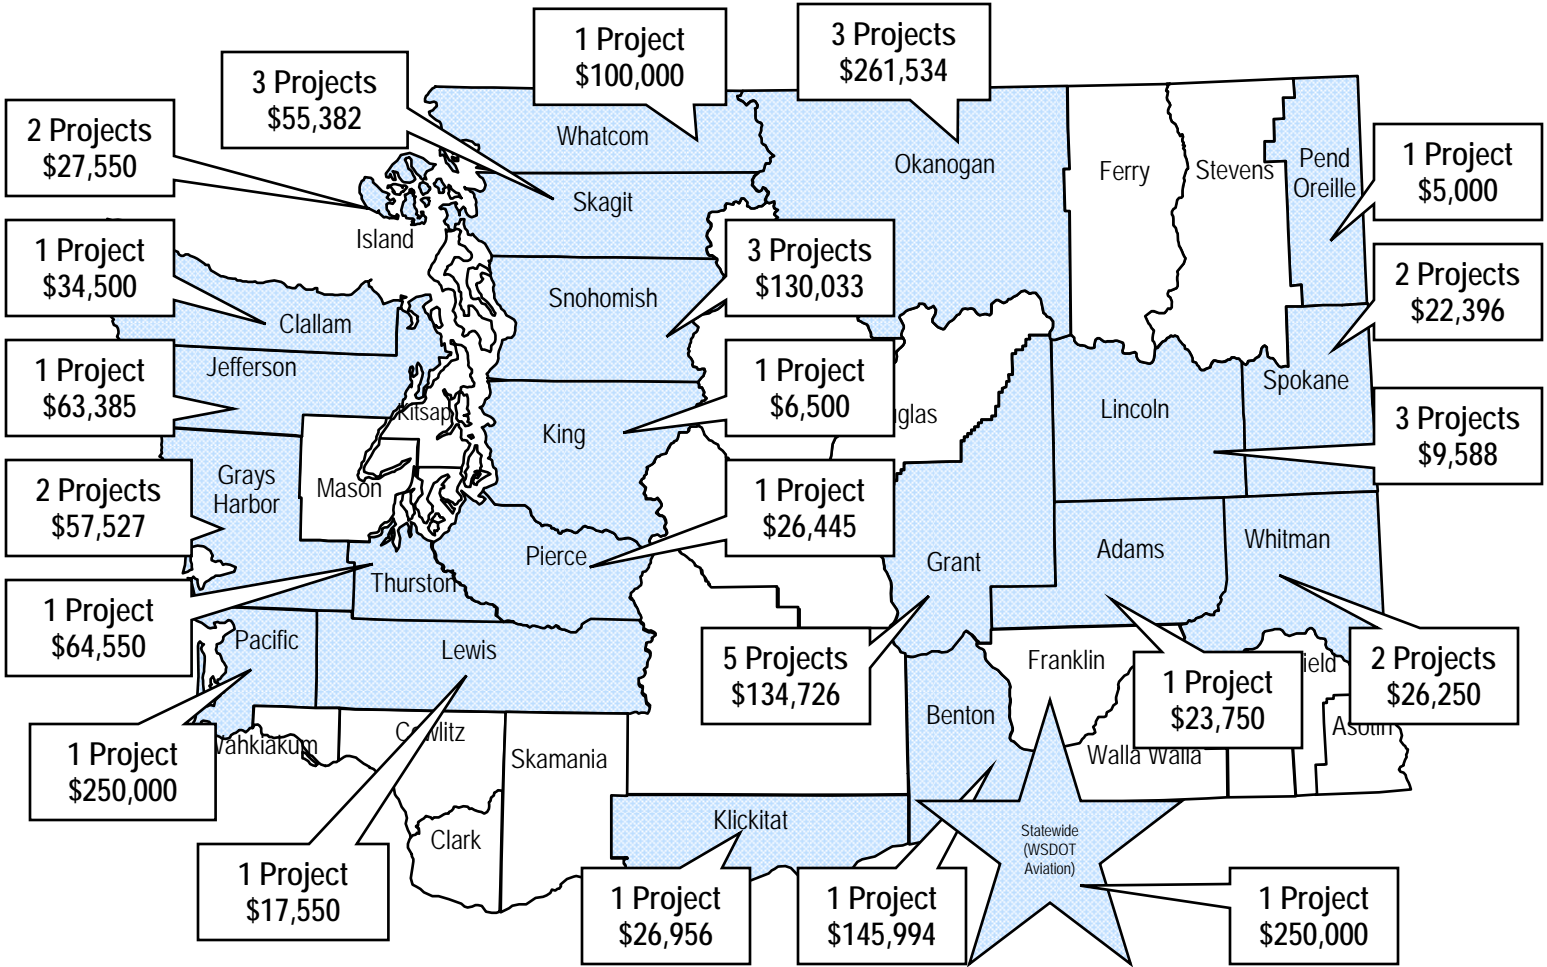 1 Project
$100,000
3 Projects
$261,534
3 Projects
$55,382
2 Projects
$27,550
Whatcom
Okanogan
Ferry
Stevens
Pend
Oreille
1 Project
$5,000
Skagit
Island
1 Project
$34,500
3 Projects
$130,033
2 Projects
$22,396
Snohomish
Clallam
Jefferson
1 Project
$63,385
1 Project
$6,500
Spokane
Kitsap
King
uglas
Lincoln
3 Projects
$9,588
Grays
Harbor
Mason
2 Projects
$57,527
1 Project
$26,445
Pierce
Grant
Adams
Whitman
Thurston
1 Project
$64,550
Pacific
Lewis
5 Projects
$134,726
Franklin
ield
1 Project
$23,750
2 Projects
$26,250
Benton
Asotin
1 Project
$250,000
Wahkiakum
Cowlitz
Skamania
Walla Walla
Klickitat
Clark
Statewide
(WSDOT
Aviation)
1 Project
$17,550
1 Project
$26,956
1 Project
$145,994
1 Project
$250,000